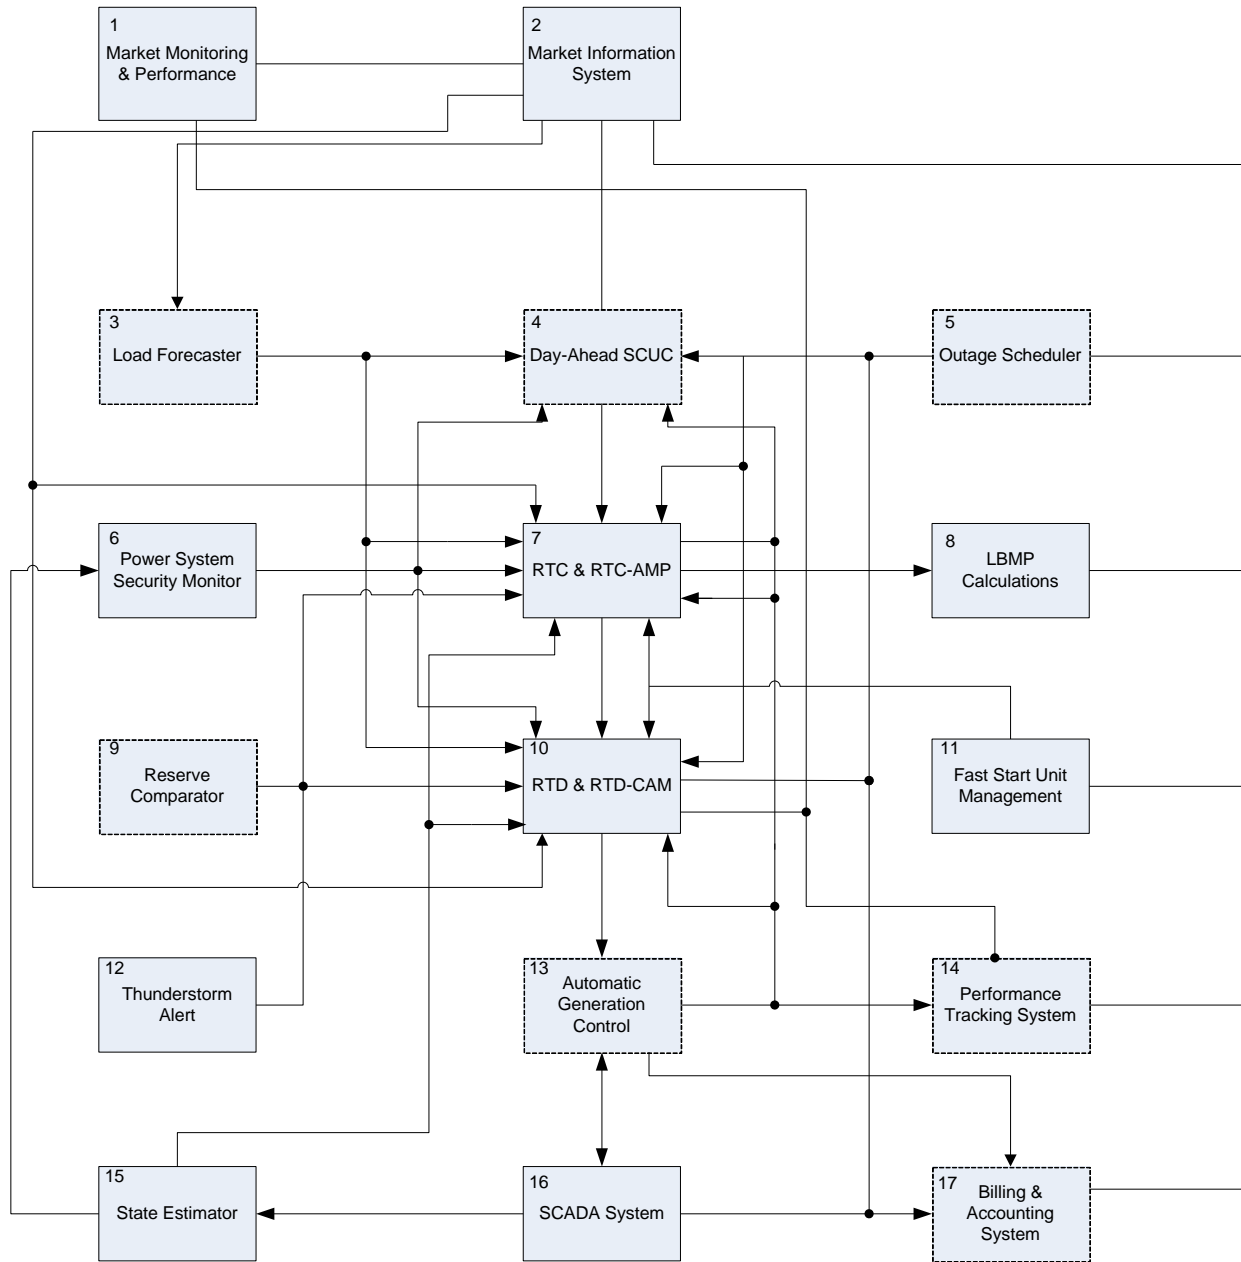 1
Market Monitoring
& Performance
2
Market Information
System
3
Load Forecaster
4
Day-Ahead SCUC
5
Outage Scheduler
6
Power System
Security Monitor
7
RTC & RTC-AMP
8
LBMP
Calculations
9
Reserve
Comparator
10
RTD & RTD-CAM
11
Fast Start Unit
Management
12
Thunderstorm
Alert
13
Automatic
Generation
Control
14
Performance
Tracking System
15
State Estimator
16
SCADA System
17
Billing &
Accounting
System